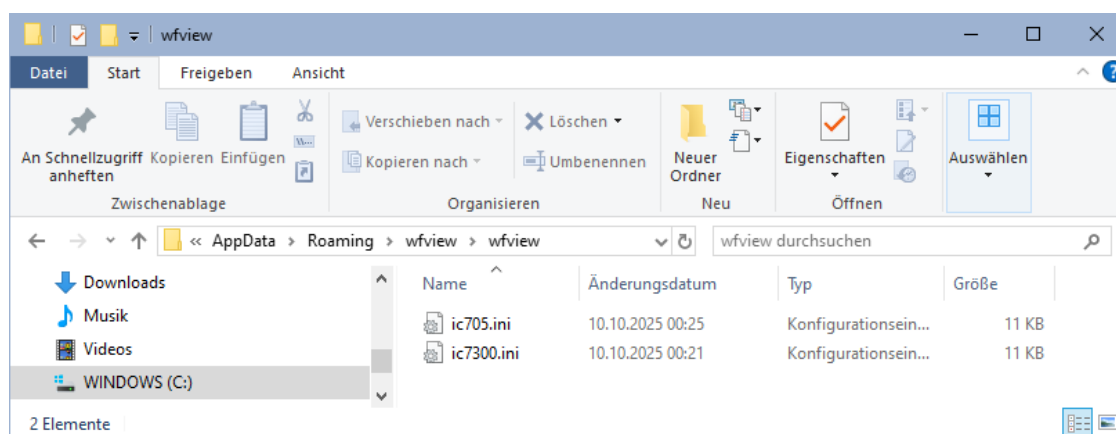 wfview
Datei Start Freigeben Ansicht
An Schnellzugriff anheften
Kopieren
Einfügen
Verschieben nach
Kopieren nach
Löschen
Umbenennen
Neuer Ordner
Eigenschaften
Auswählen
Zwischenablage Organisieren Neu Öffnen
« AppData > Roaming > wfview > wfview
wfview durchsuchen
Downloads
Musik
Videos
WINDOWS (C:)
Name Änderungsdatum Typ Größe
ic705.ini 10.10.2025 00:25 Konfigurationsein... 11 KB
ic7300.ini 10.10.2025 00:21 Konfigurationsein... 11 KB
2 Elemente